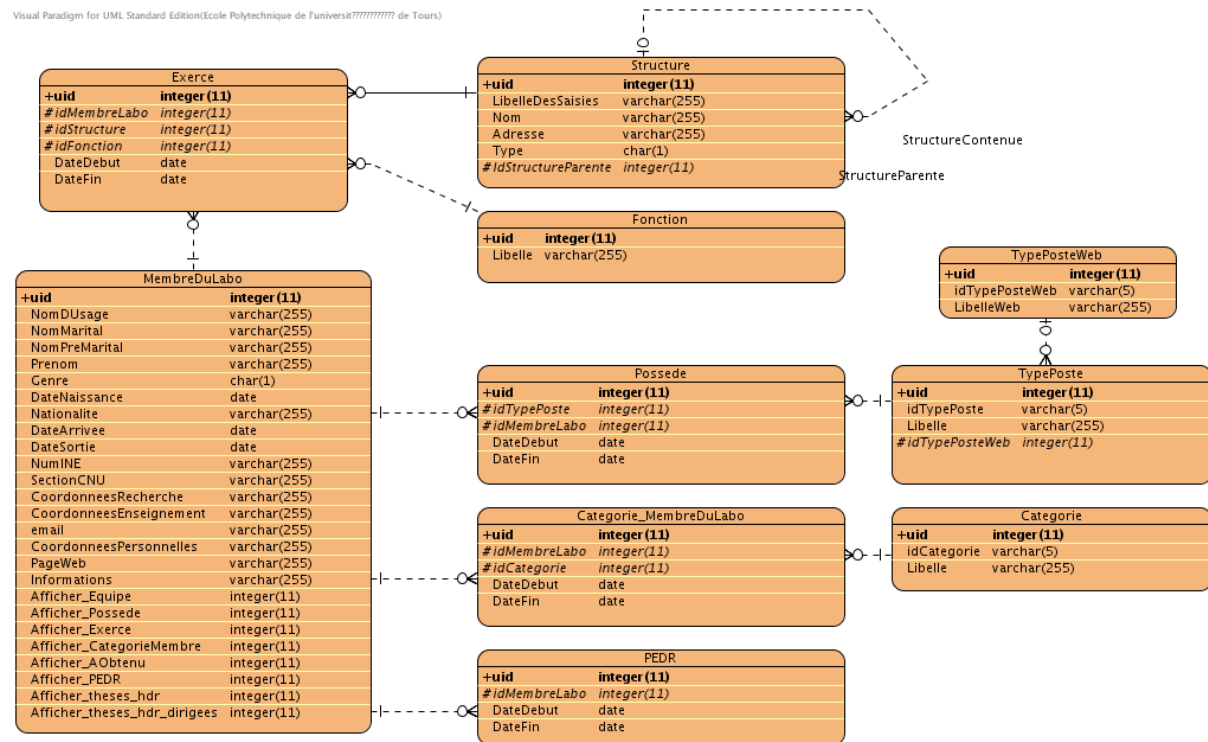 Visual Paradigm for UML Standard Edition(Ecole Polytechnique de l'universit???????????? de Tours)
Exerce
+uid integer(11)
#idMembreLabo integer(11)
#idStructure integer(11)
#idFonction integer(11)
DateDebut date
DateFin date
Structure
+uid integer(11)
LibelleDesSaisies varchar(255)
Nom varchar(255)
Adresse varchar(255)
Type char(1)
#IdStructureParente integer(11)
StructureContenue
StructureParente
Fonction
+uid integer(11)
Libelle varchar(255)
MembreDuLabo
+uid integer(11)
NomDUsage varchar(255)
NomMarital varchar(255)
NomPreMarital varchar(255)
Prenom varchar(255)
Genre char(1)
DateNaissance date
Nationalite varchar(255)
DateArrivee date
DateSortie date
NumINE varchar(255)
SectionCNU varchar(255)
CoordonneesRecherche varchar(255)
CoordonneesEnseignement varchar(255)
email varchar(255)
CoordonneesPersonnelles varchar(255)
PageWeb varchar(255)
Informations varchar(255)
Afficher_Equipe integer(11)
Afficher_Possede integer(11)
Afficher_Exerce integer(11)
Afficher_CategorieMembre integer(11)
Afficher_AObtenu integer(11)
Afficher_PEDR integer(11)
Afficher_theses_hdr integer(11)
Afficher_theses_hdr_dirigees integer(11)
TypePosteWeb
+uid integer(11)
idTypePosteWeb varchar(5)
LibelleWeb varchar(255)
Possede
+uid integer(11)
#idTypePoste integer(11)
#idMembreLabo integer(11)
DateDebut date
DateFin date
TypePoste
+uid integer(11)
idTypePoste varchar(5)
Libelle varchar(255)
#idTypePosteWeb integer(11)
Categorie_MembreDuLabo
+uid integer(11)
#idMembreLabo integer(11)
#idCategorie integer(11)
DateDebut date
DateFin date
Categorie
+uid integer(11)
idCategorie varchar(5)
Libelle varchar(255)
PEDR
+uid integer(11)
#idMembreLabo integer(11)
DateDebut date
DateFin date